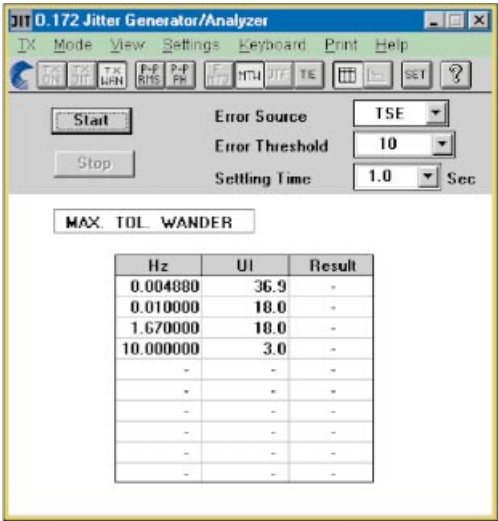 JIT O.172 Jitter Generator/Analyzer
TX Mode View Settings Keyboard Print Help
TX ON TX JIT TX WAN P-P RMS P-P PH F MTJ MTW JTF TIE SET ?
Start Error Source TSE
Error Threshold 10
Stop
Settling Time 1.0 Sec
MAX. TOL. WANDER
Hz UI Result
0.004880 36.9 -
0.010000 18.0 -
1.670000 18.0 -
10.000000 3.0 -
- - -
- - -
- - -
- - -
- - -
- - -